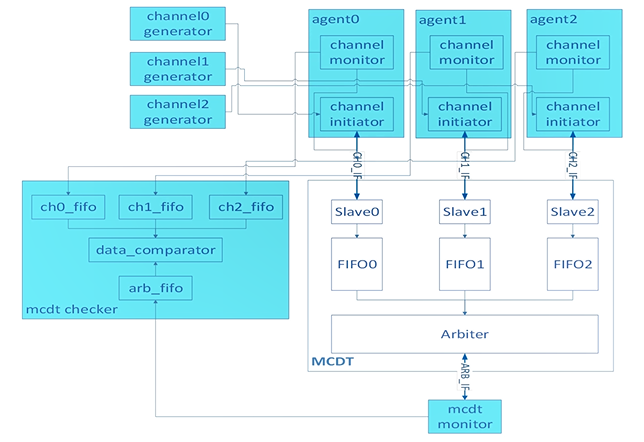 channel0
generator
channel1
generator
channel2
generator
agent0
channel
monitor
channel
initiator
agent1
channel
monitor
channel
initiator
agent2
channel
monitor
channel
initiator
CH0_IF
CH1_IF
CH2_IF
ch0_fifo
ch1_fifo
ch2_fifo
data_comparator
arb_fifo
mcdt checker
Slave0
Slave1
Slave2
FIFO0
FIFO1
FIFO2
Arbiter
MCDT
ARB_IF
mcdt
monitor